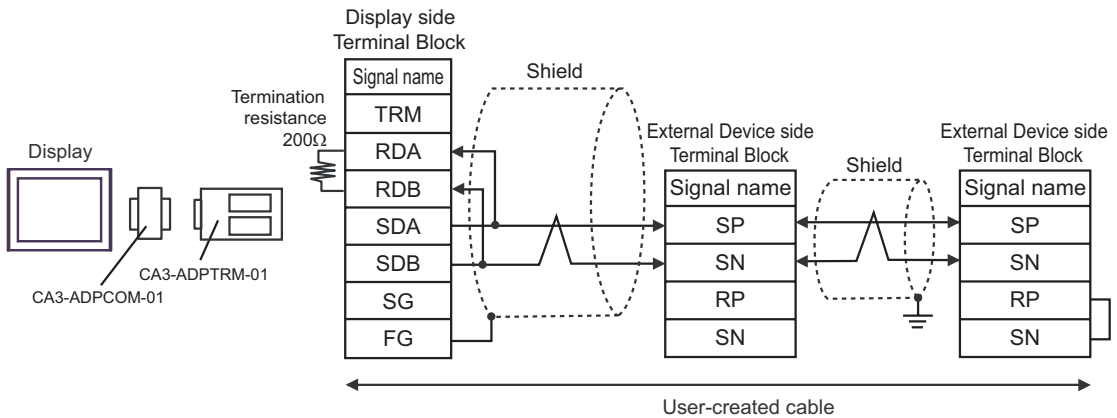 Display side
Terminal Block
Signal name
TRM
RDA
RDB
SDA
SDB
SG
FG
Termination
resistance
200Ω
Display
CA3-ADPCOM-01
CA3-ADPTRM-01
Shield
External Device side
Terminal Block
Signal name
SP
SN
RP
SN
Shield
External Device side
Terminal Block
Signal name
SP
SN
RP
SN
User-created cable